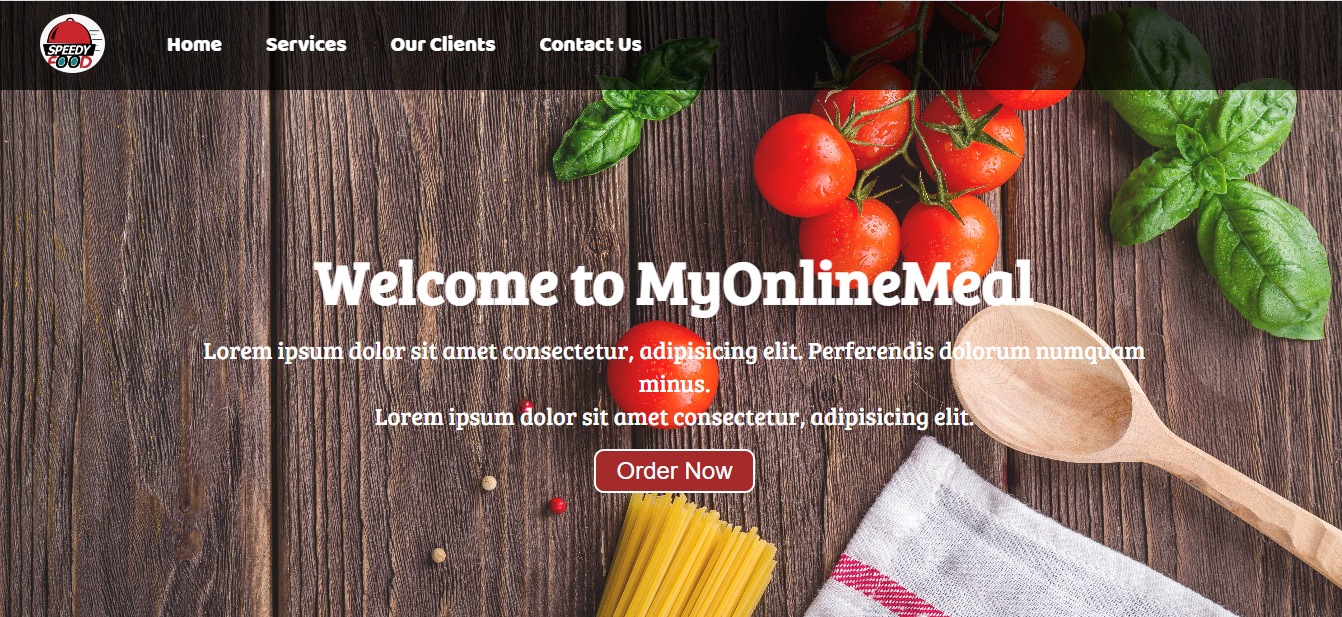 SPEEDY
FOOD
Home Services Our Clients Contact Us
Welcome to MyOnlineMeal
Lorem ipsum dolor sit amet consectetur, adipisicing elit. Perferendis dolorum numquam
minus.
Lorem ipsum dolor sit amet consectetur, adipisicing elit.
Order Now